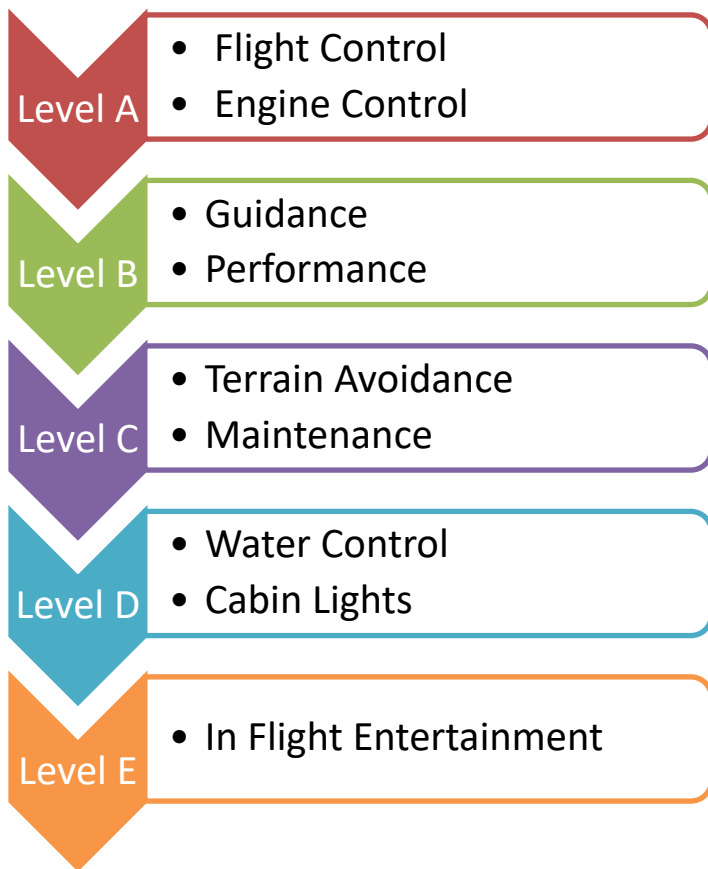 Level A
• Flight Control
• Engine Control
Level B
• Guidance
• Performance
Level C
• Terrain Avoidance
• Maintenance
Level D
• Water Control
• Cabin Lights
Level E
• In Flight Entertainment